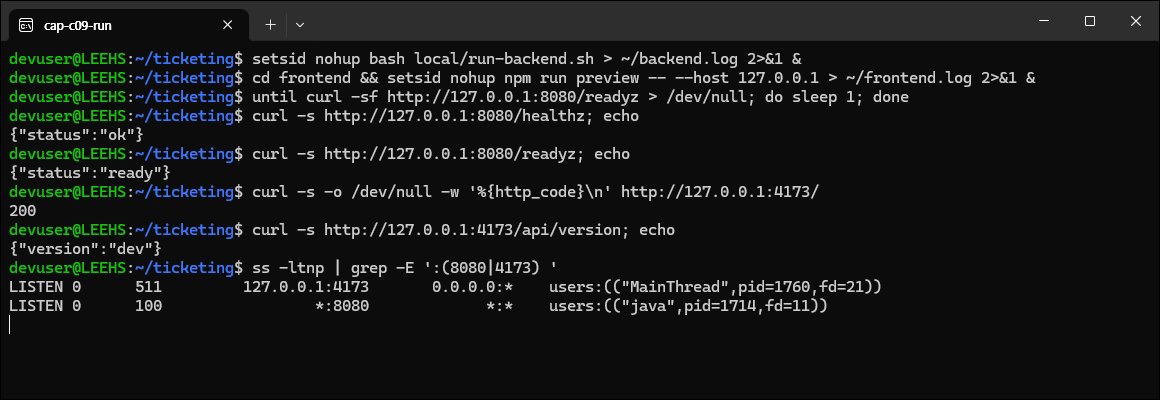 cap-c09-run
devuser@LEEHS:~/ticketing$ setsid nohup bash local/run-backend.sh > ~/backend.log 2>&1 &
devuser@LEEHS:~/ticketing$ cd frontend && setsid nohup npm run preview -- --host 127.0.0.1 > ~/frontend.log 2>&1 &
devuser@LEEHS:~/ticketing$ until curl -sf http://127.0.0.1:8080/readyz > /dev/null; do sleep 1; done
devuser@LEEHS:~/ticketing$ curl -s http://127.0.0.1:8080/healthz; echo
{"status":"ok"}
devuser@LEEHS:~/ticketing$ curl -s http://127.0.0.1:8080/readyz; echo
{"status":"ready"}
devuser@LEEHS:~/ticketing$ curl -s -o /dev/null -w '%{http_code}\n' http://127.0.0.1:4173/
200
devuser@LEEHS:~/ticketing$ curl -s http://127.0.0.1:4173/api/version; echo
{"version":"dev"}
devuser@LEEHS:~/ticketing$ ss -ltnp | grep -E ':(8080|4173) '
LISTEN 0      511         127.0.0.1:4173       0.0.0.0:*    users:(("MainThread",pid=1760,fd=21))
LISTEN 0      100                 *:8080             *:*    users:(("java",pid=1714,fd=11))